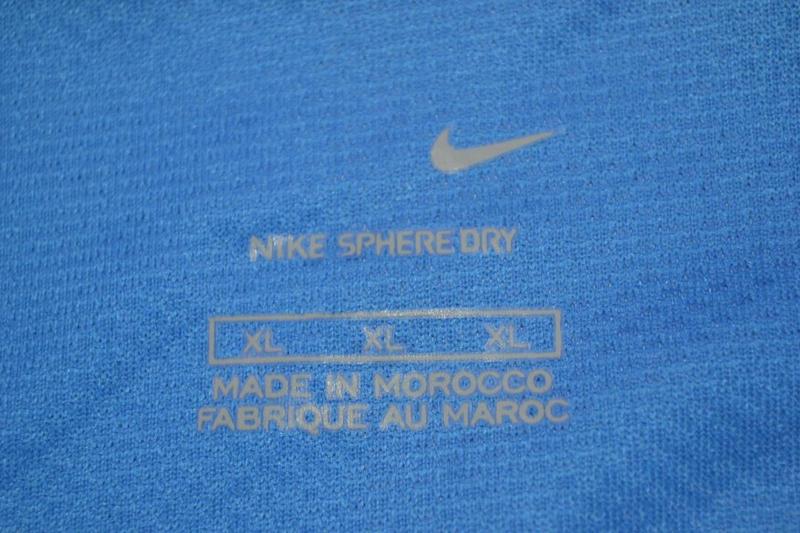 NIKE SPHERE DRY
XL XL XL
MADE IN MOROCCO
FABRIQUE AU MAROC